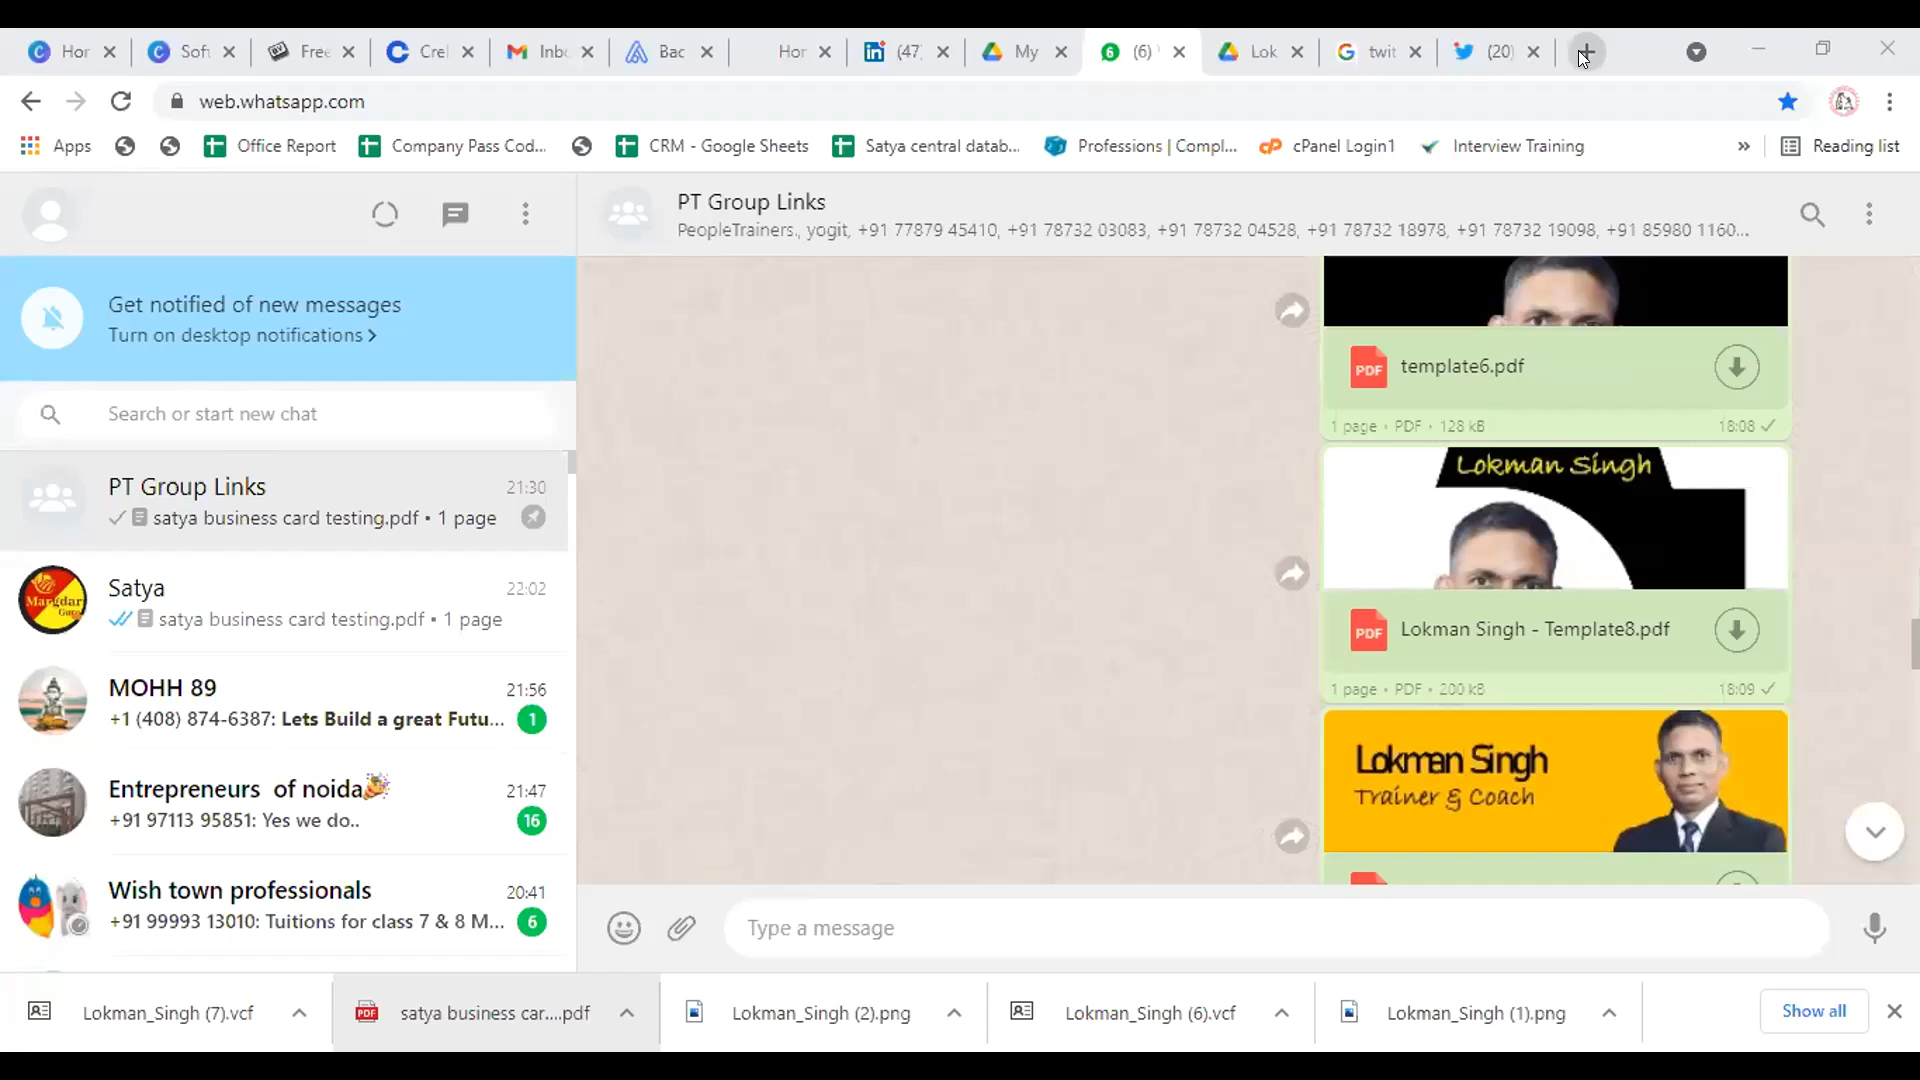 Hor
Soft
Free
Crel
Inbo
Bac
Hor
(47)
My
(6)
Lok
twit
(20)
web.whatsapp.com
Apps
Office Report
Company Pass Cod...
CRM - Google Sheets
Satya central datab...
Professions | Compl...
cPanel Login1
Interview Training
»
Reading list
PT Group Links
PeopleTrainers., yogit, +91 77879 45410, +91 78732 03083, +91 78732 04528, +91 78732 18978, +91 78732 19098, +91 85980 1160...
Get notified of new messages
Turn on desktop notifications >
Search or start new chat
PT Group Links
21:30
satya business card testing.pdf • 1 page
Satya
22:02
satya business card testing.pdf • 1 page
MOHH 89
21:56
+1 (408) 874-6387: Lets Build a great Futu...
1
Entrepreneurs of noida🎉
21:47
+91 97113 95851: Yes we do..
16
Wish town professionals
20:41
+91 99993 13010: Tuitions for class 7 & 8 M...
6
PDF
template6.pdf
1 page • PDF • 128 kB
18:08
Lokman Singh
PDF
Lokman Singh - Template8.pdf
1 page • PDF • 200 kB
18:09
Lokman Singh
Trainer & Coach
Type a message
Lokman_Singh (7).vcf
satya business car....pdf
Lokman_Singh (2).png
Lokman_Singh (6).vcf
Lokman_Singh (1).png
Show all